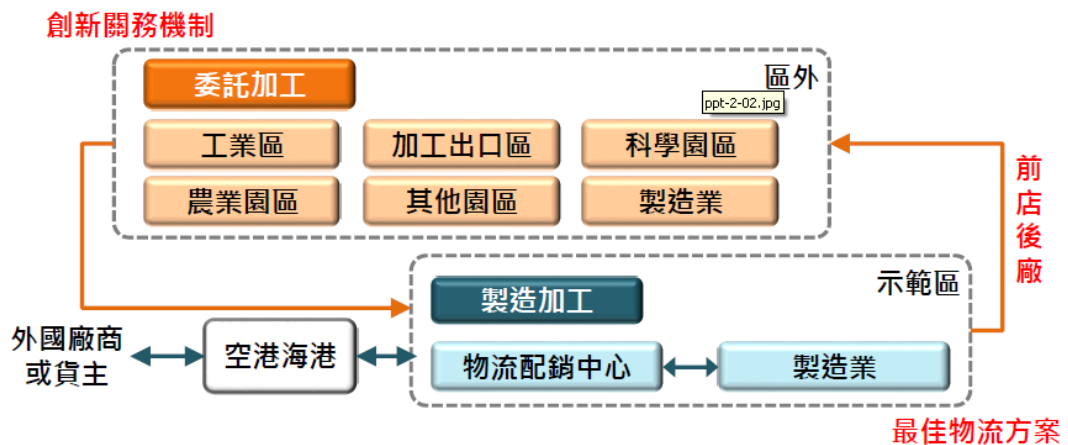 創新關務機制
委託加工
區外
ppt-2-02.jpg
工業區
加工出口區
科學園區
農業園區
其他園區
製造業
前
店
後
廠
示範區
製造加工
外國廠商
或貨主
空港海港
物流配銷中心
製造業
最佳物流方案